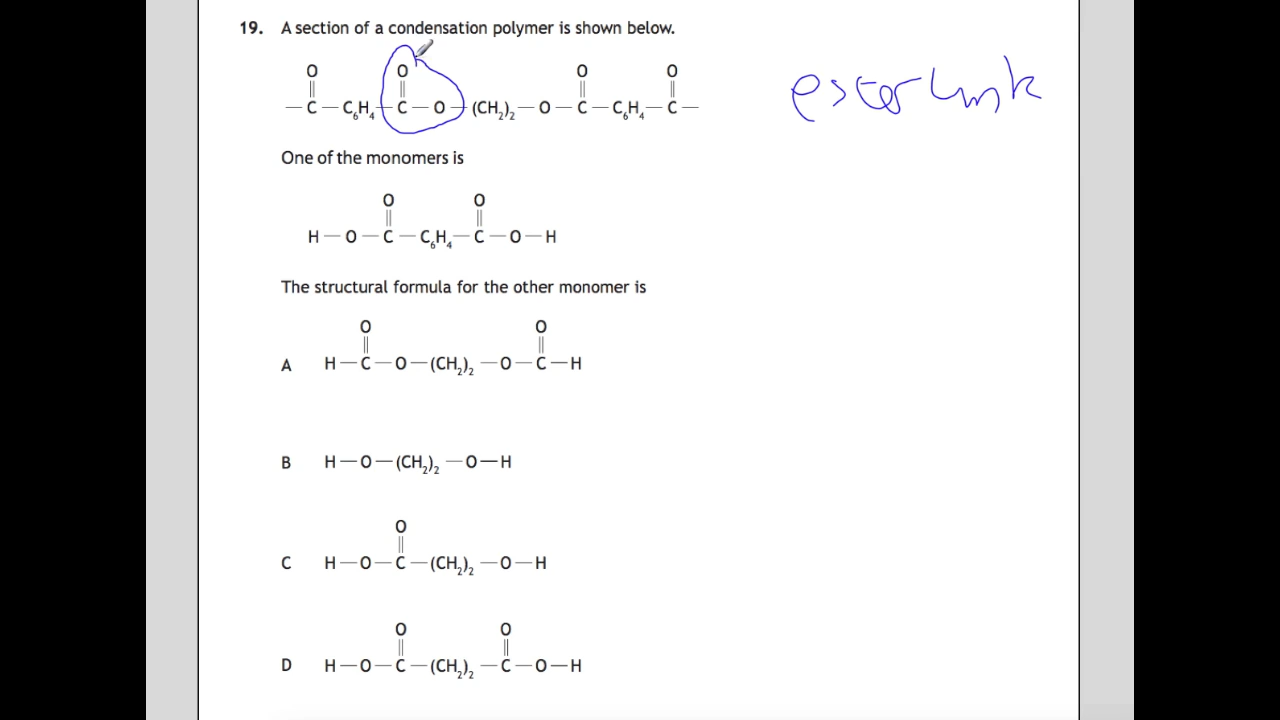 19. A section of a condensation polymer is shown below.
O O O O
— C — C₆H₄ — C — O — (CH₂)₂ — O — C — C₆H₄ — C —
ester link
One of the monomers is
O O
H — O — C — C₆H₄ — C — O — H
The structural formula for the other monomer is
O O
A H — C — O — (CH₂)₂ — O — C — H
B H — O — (CH₂)₂ — O — H
O
C H — O — C — (CH₂)₂ — O — H
O O
D H — O — C — (CH₂)₂ — C — O — H